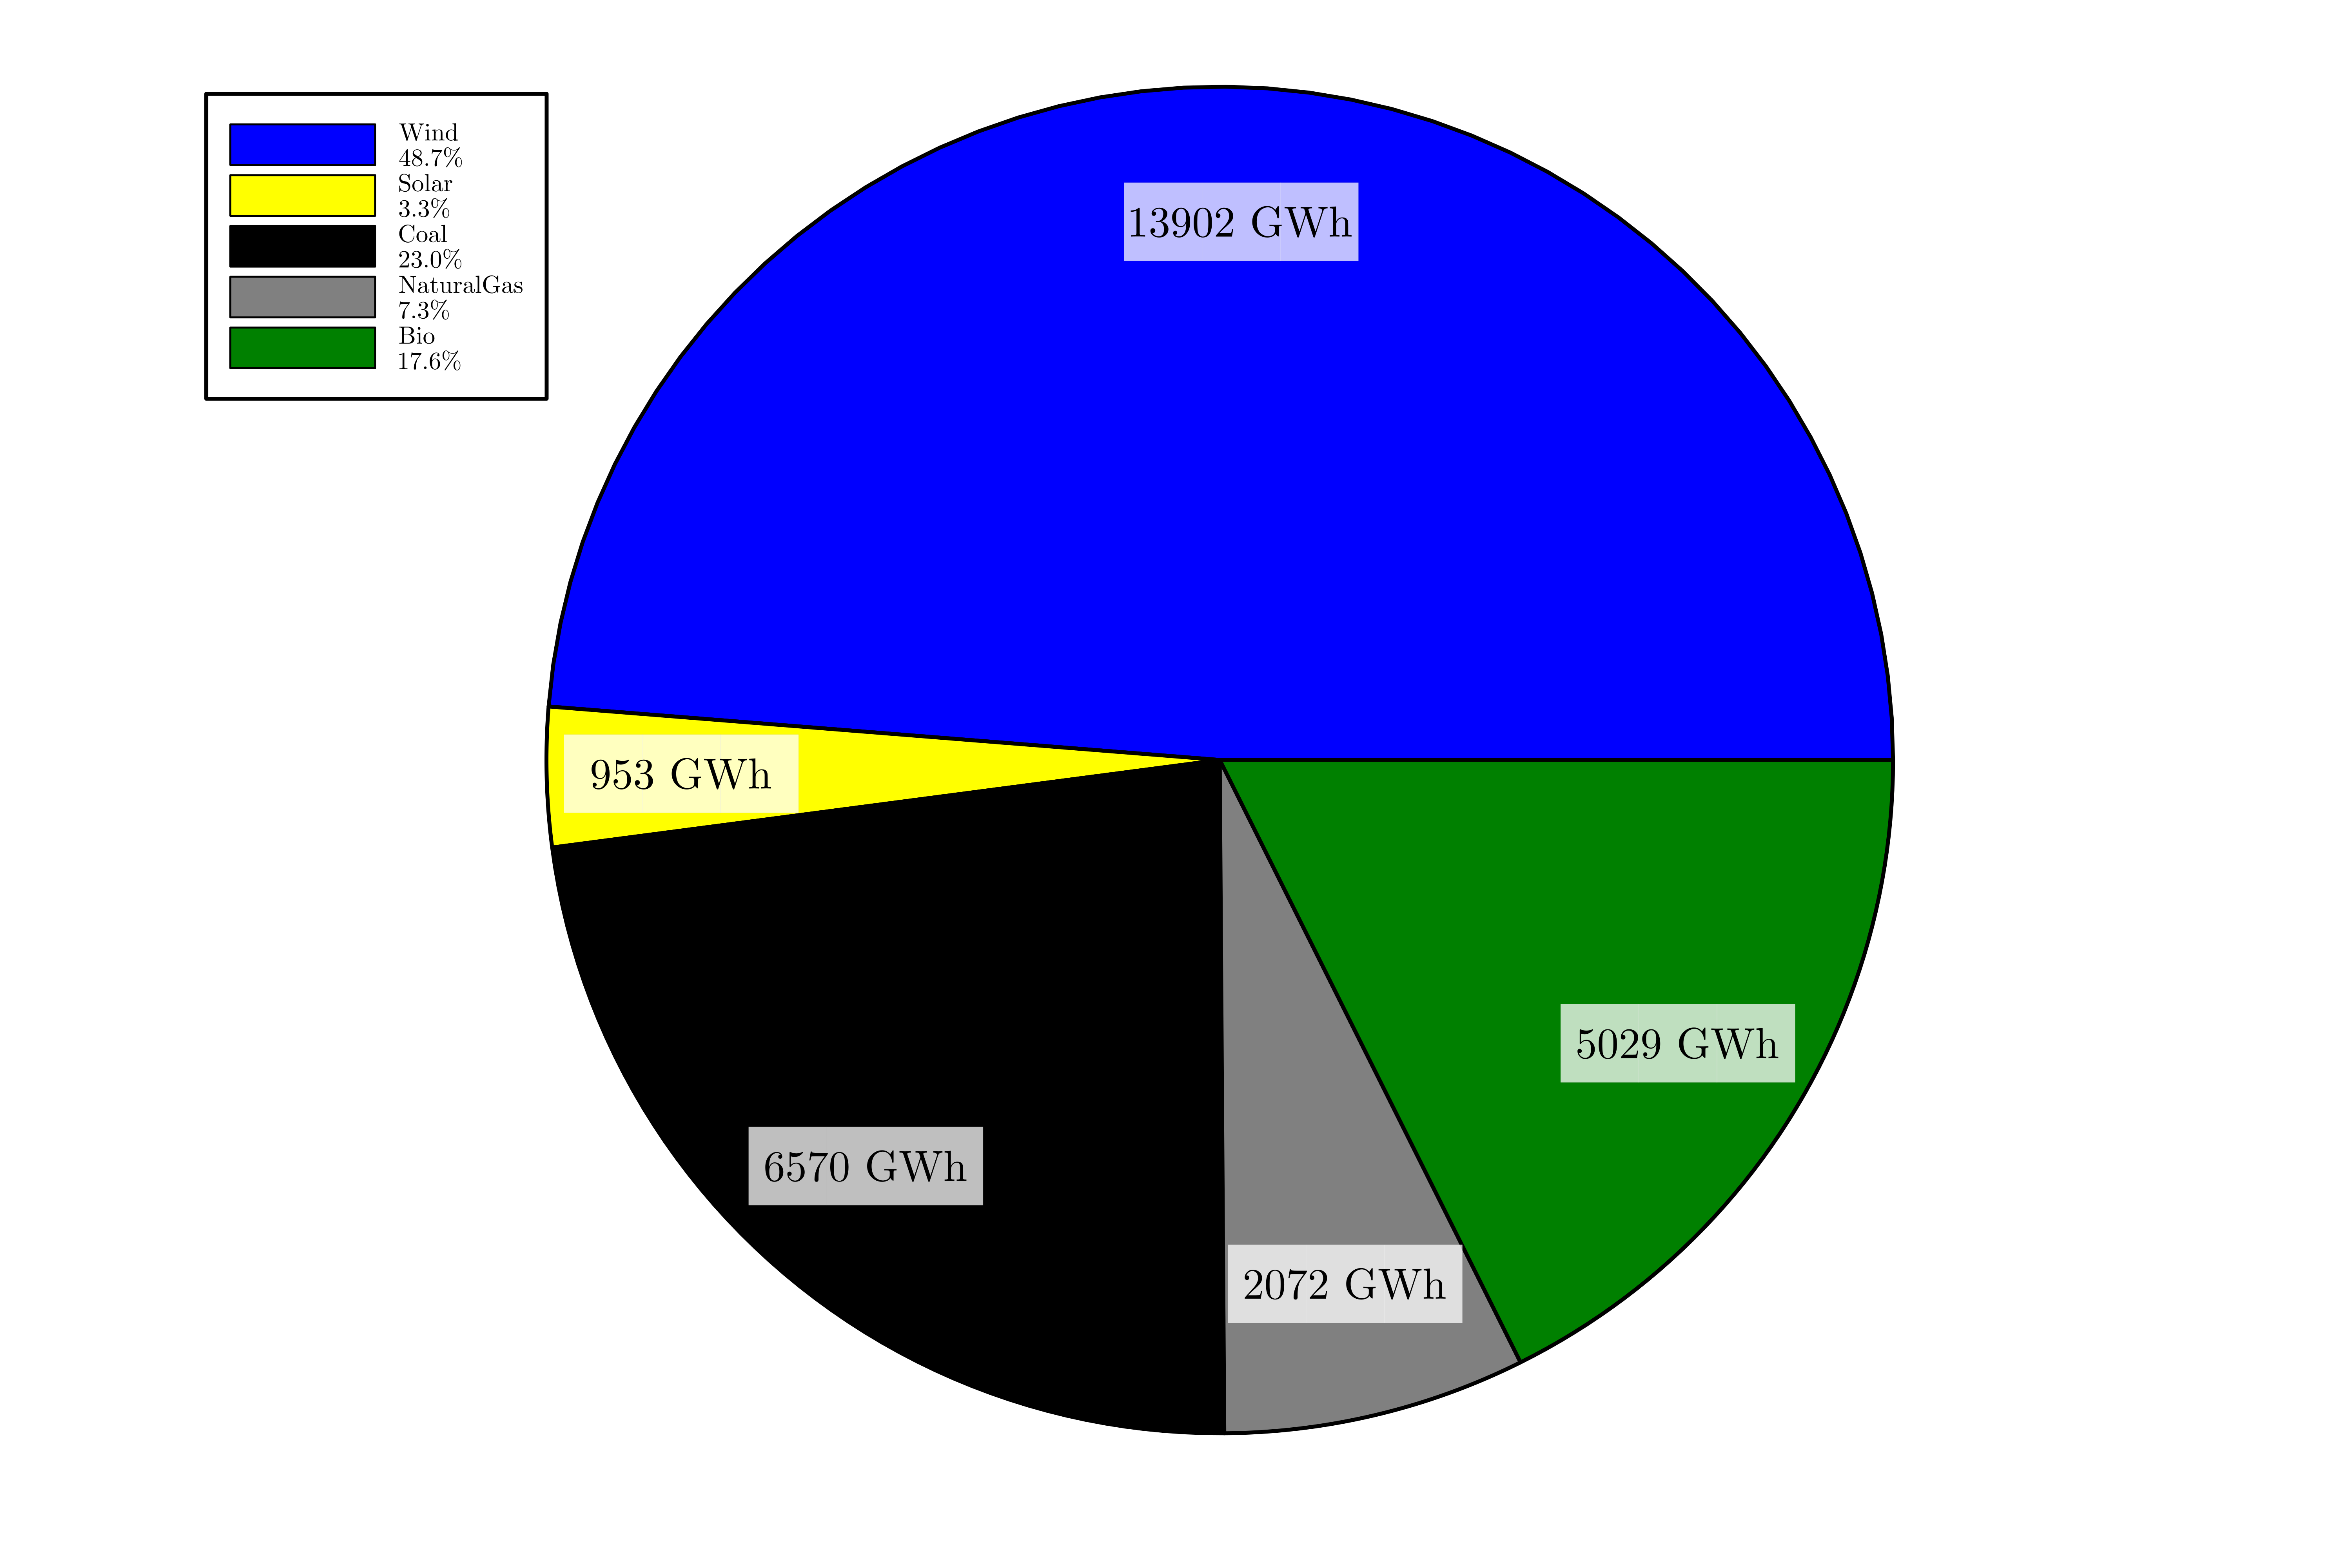 Wind
48.7%
Solar
3.3%
Coal
23.0%
NaturalGas
7.3%
Bio
17.6%
13902 GWh
953 GWh
5029 GWh
6570 GWh
2072 GWh